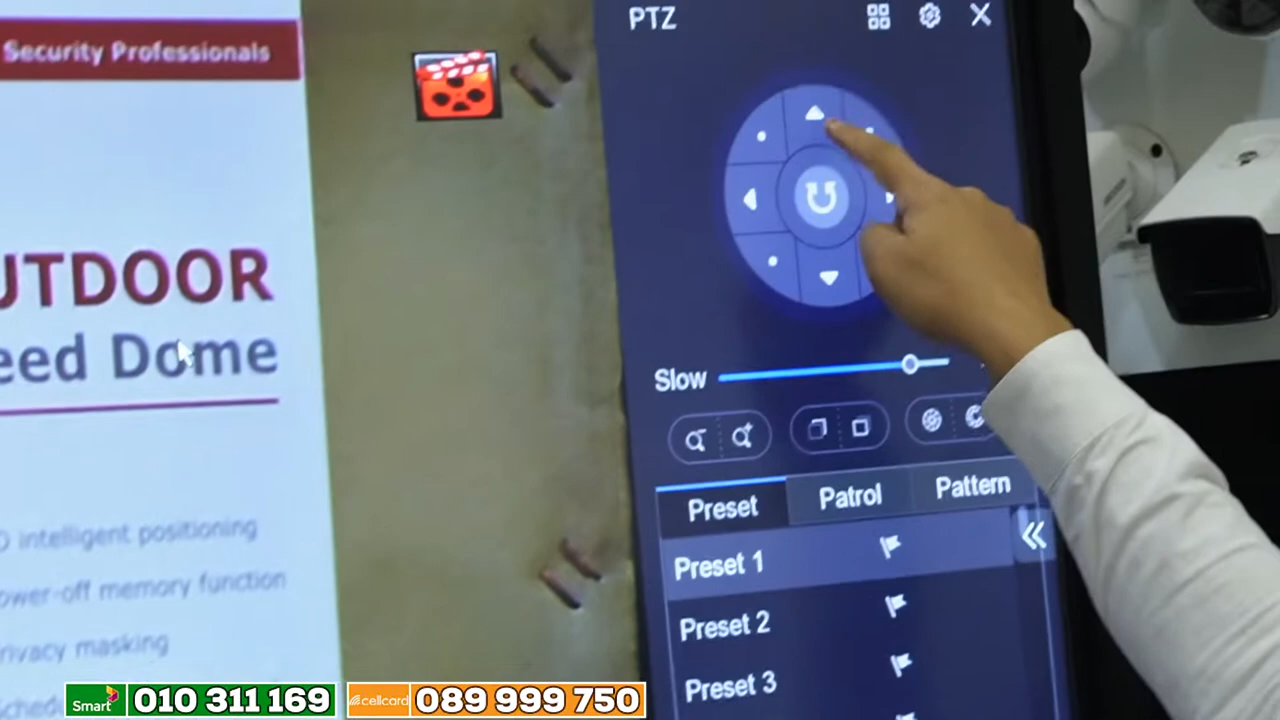 Security Professionals
UTDOOR
eed Dome
D intelligent positioning
ower-off memory function
rivacy masking
PTZ
Slow
Preset
Patrol
Pattern
Preset 1
Preset 2
Preset 3
Smart
010 311 169
cellcard
089 999 750